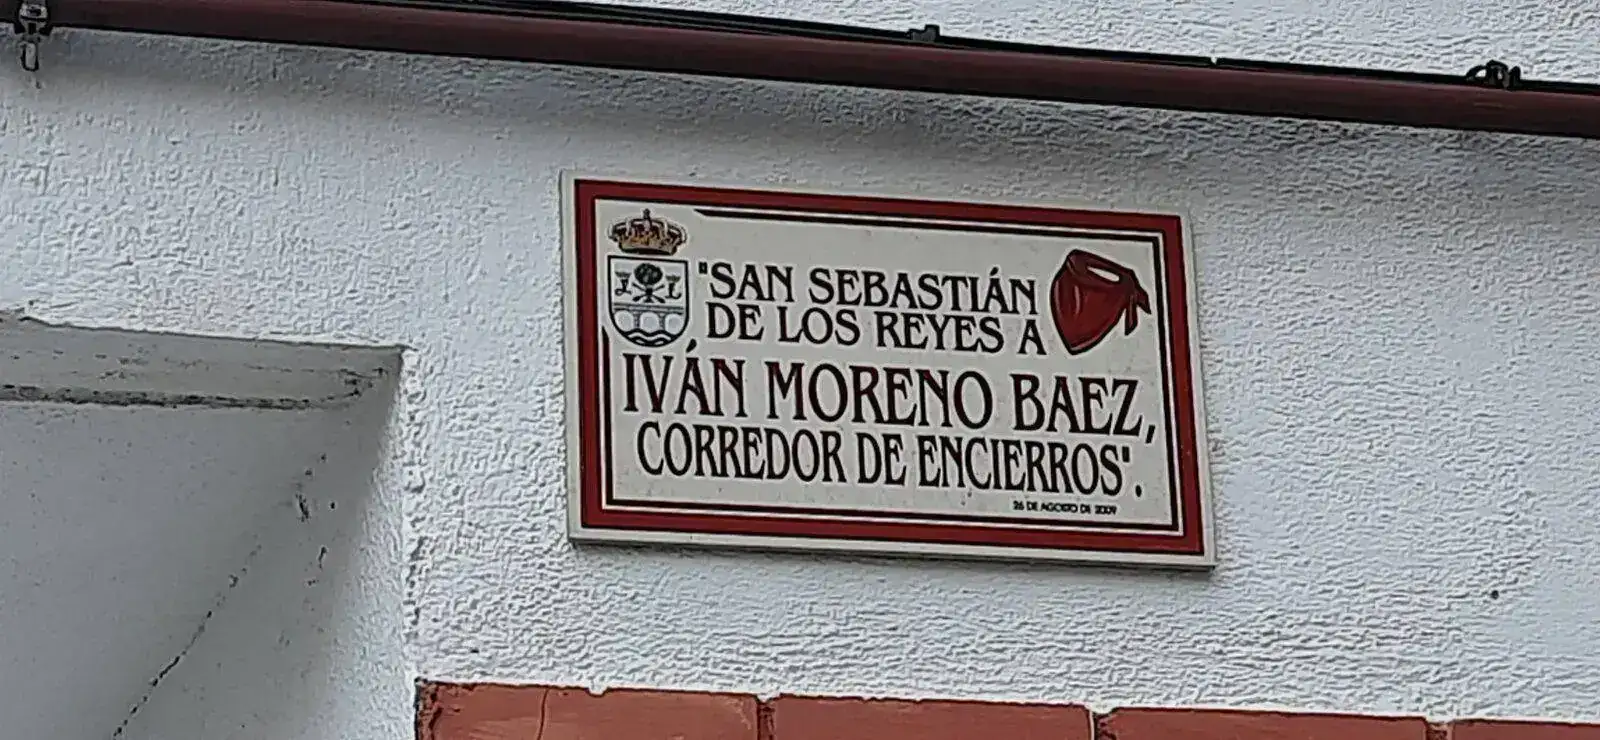 "SAN SEBASTIÁN
DE LOS REYES A
IVÁN MORENO BAEZ,
CORREDOR DE ENCIERROS".
26 DE AGOSTO DE 2009